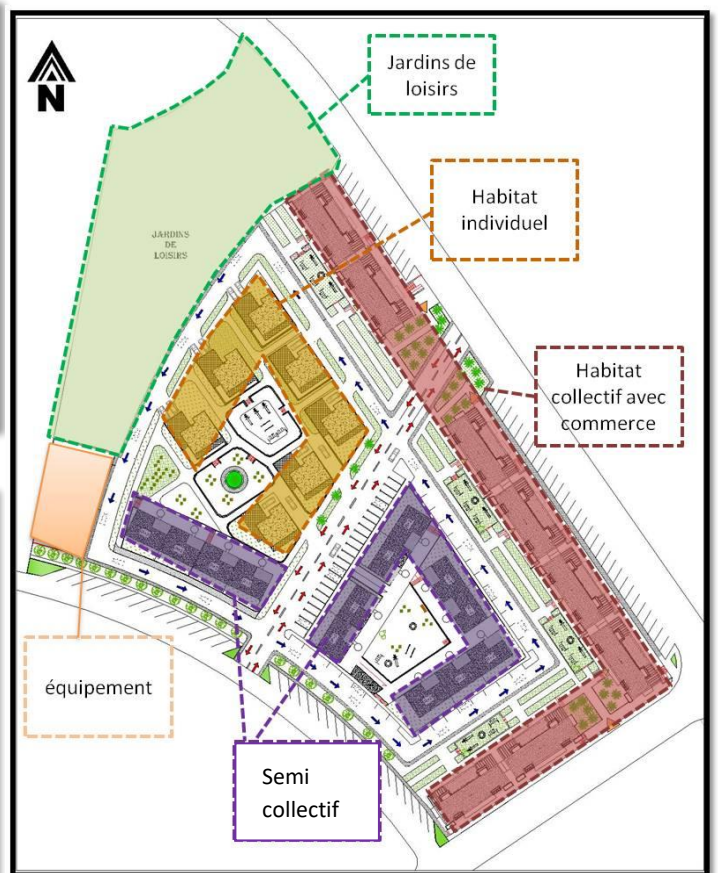 N
Jardins de
loisirs
Habitat
individuel
JARDINS
DE
LOISIRS
Habitat
collectif avec
commerce
équipement
Semi
collectif